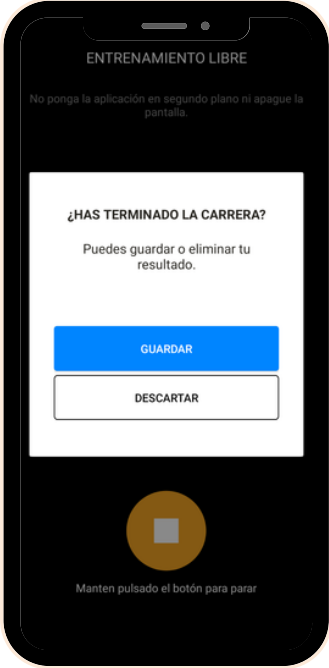 ENTRENAMIENTO LIBRE
No ponga la aplicación en segundo plano ni apague la
pantalla.
¿HAS TERMINADO LA CARRERA?
Puedes guardar o eliminar tu
resultado.
GUARDAR
DESCARTAR
Manten pulsado el botón para parar